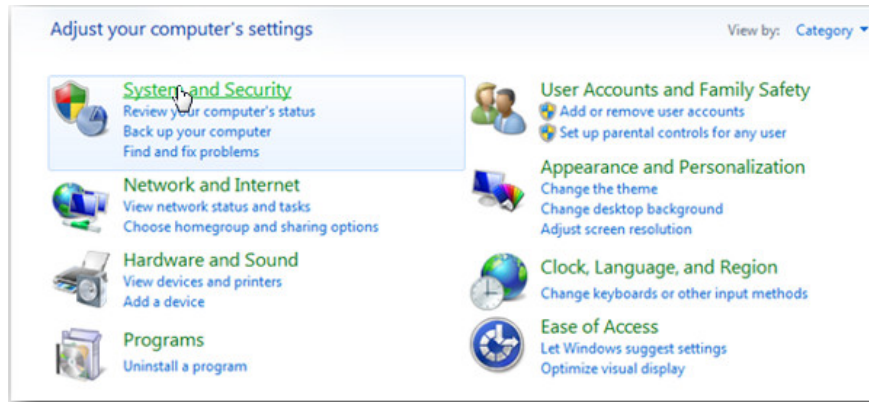 Adjust your computer's settings
View by: Category
System and Security
Review your computer's status
Back up your computer
Find and fix problems
Network and Internet
View network status and tasks
Choose homegroup and sharing options
Hardware and Sound
View devices and printers
Add a device
Programs
Uninstall a program
User Accounts and Family Safety
Add or remove user accounts
Set up parental controls for any user
Appearance and Personalization
Change the theme
Change desktop background
Adjust screen resolution
Clock, Language, and Region
Change keyboards or other input methods
Ease of Access
Let Windows suggest settings
Optimize visual display